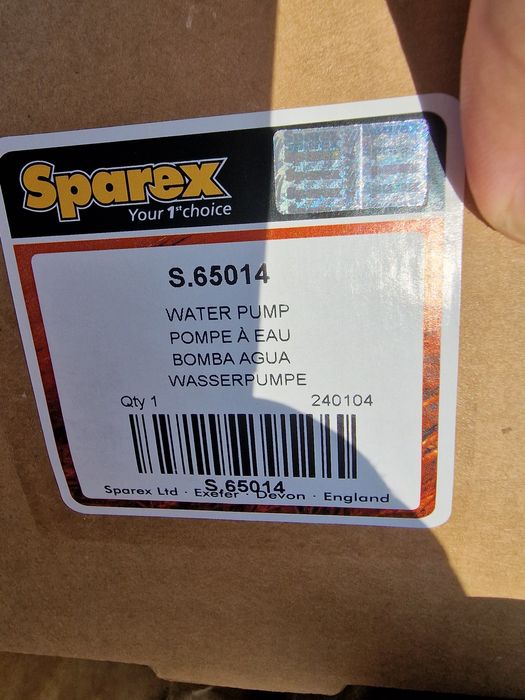 Sparex
Your 1st choice
S.65014
WATER PUMP
POMPE À EAU
BOMBA AGUA
WASSERPUMPE
Qty 1 240104
S.65014
Sparex Ltd · Exeter · Devon · England